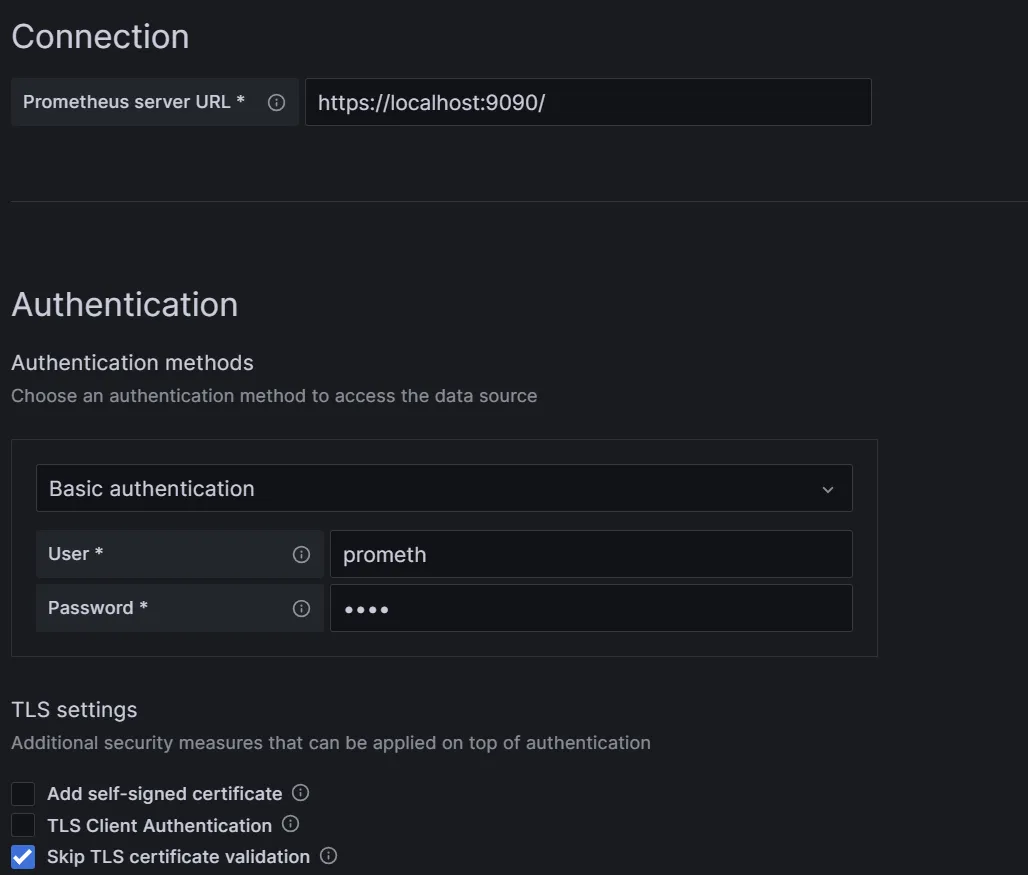 Connection
Prometheus server URL * https://localhost:9090/
Authentication
Authentication methods
Choose an authentication method to access the data source
Basic authentication
User * prometh
Password * ••••
TLS settings
Additional security measures that can be applied on top of authentication
Add self-signed certificate
TLS Client Authentication
Skip TLS certificate validation